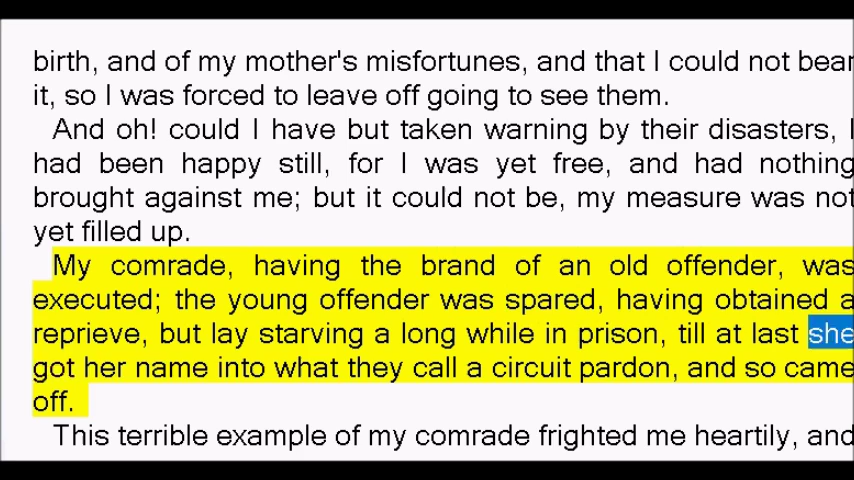 birth, and of my mother's misfortunes, and that I could not bear
it, so I was forced to leave off going to see them.
And oh! could I have but taken warning by their disasters, I
had been happy still, for I was yet free, and had nothing
brought against me; but it could not be, my measure was not
yet filled up.
My comrade, having the brand of an old offender, was
executed; the young offender was spared, having obtained a
reprieve, but lay starving a long while in prison, till at last she
got her name into what they call a circuit pardon, and so came
off.
This terrible example of my comrade frighted me heartily, and